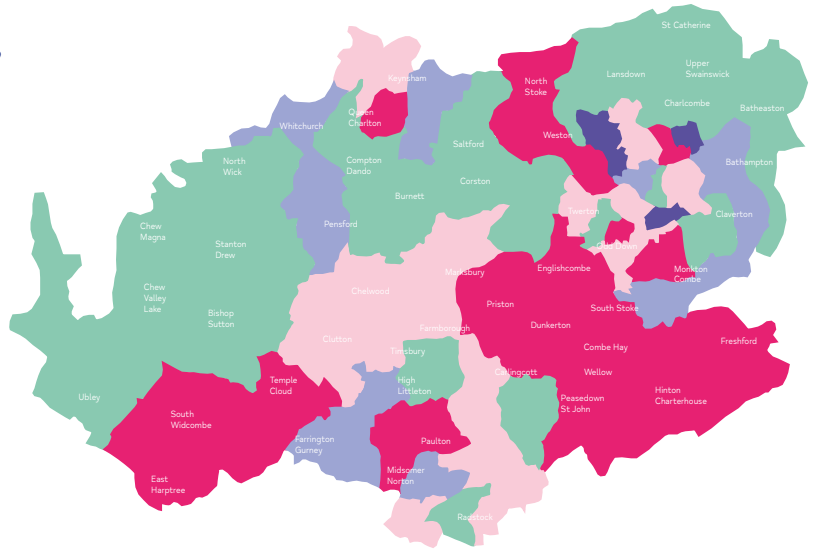 St Catherine
Lansdown
Upper
Swainswick
Keynsham
North
Stoke
Charlcombe
Batheaston
Queen
Charlton
Whitchurch
Weston
Saltford
North
Wick
Compton
Dando
Bathampton
Corston
Burnett
Twerton
Claverton
Chew
Magna
Pensford
Stanton
Drew
Odd Down
Marksbury
Englishcombe
Monkton
Combe
Chew
Valley
Lake
Chelwood
Priston
South Stoke
Bishop
Sutton
Farmborough
Dunkerton
Clutton
Freshford
Timsbury
Combe Hay
Temple
Cloud
High
Littleton
Wellow
Ubley
Peasedown
St John
Hinton
Charterhouse
South
Widcombe
Farrington
Gurney
Paulton
East
Harptree
Midsomer
Norton
Radstock